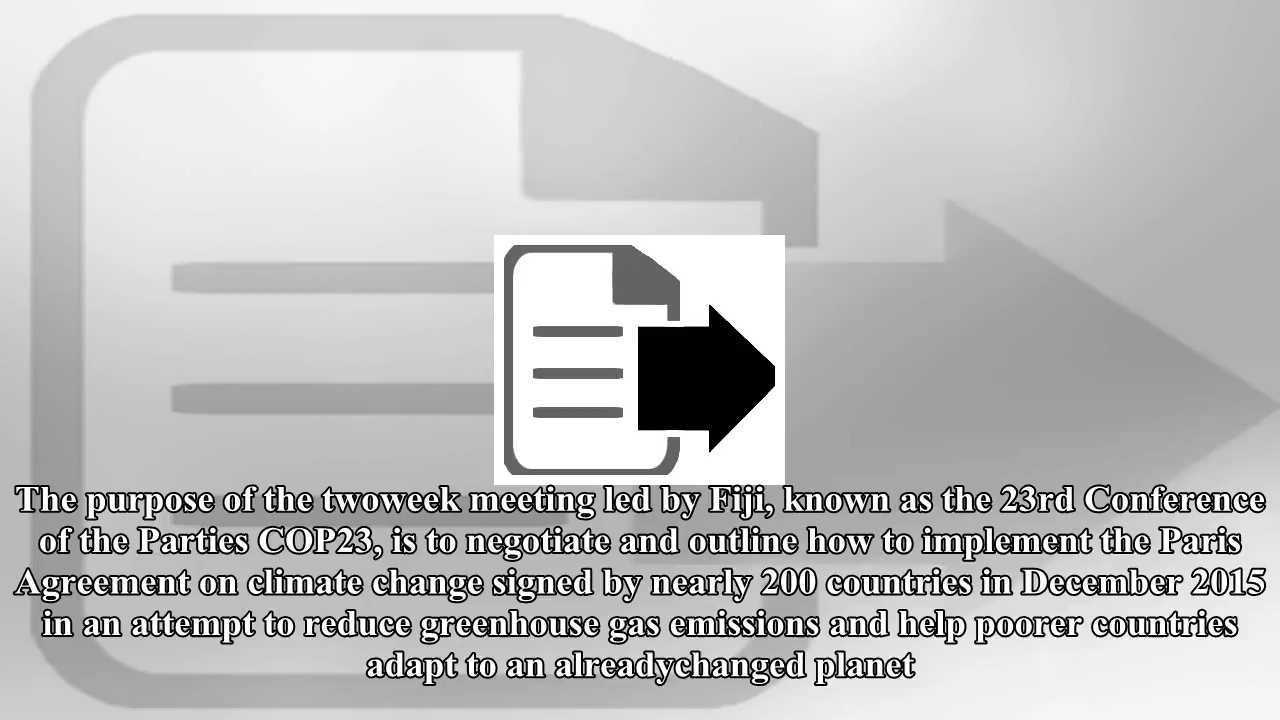 The purpose of the twoweek meeting led by Fiji, known as the 23rd Conference
of the Parties COP23, is to negotiate and outline how to implement the Paris
Agreement on climate change signed by nearly 200 countries in December 2015
in an attempt to reduce greenhouse gas emissions and help poorer countries
adapt to an alreadychanged planet